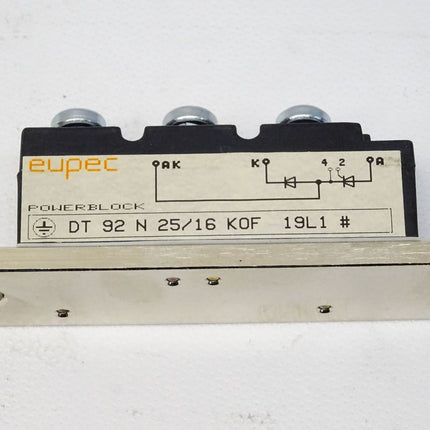 eupec
AK K 4 2 A
POWERBLOCK
DT 92 N 25/16 KOF 19L1 #